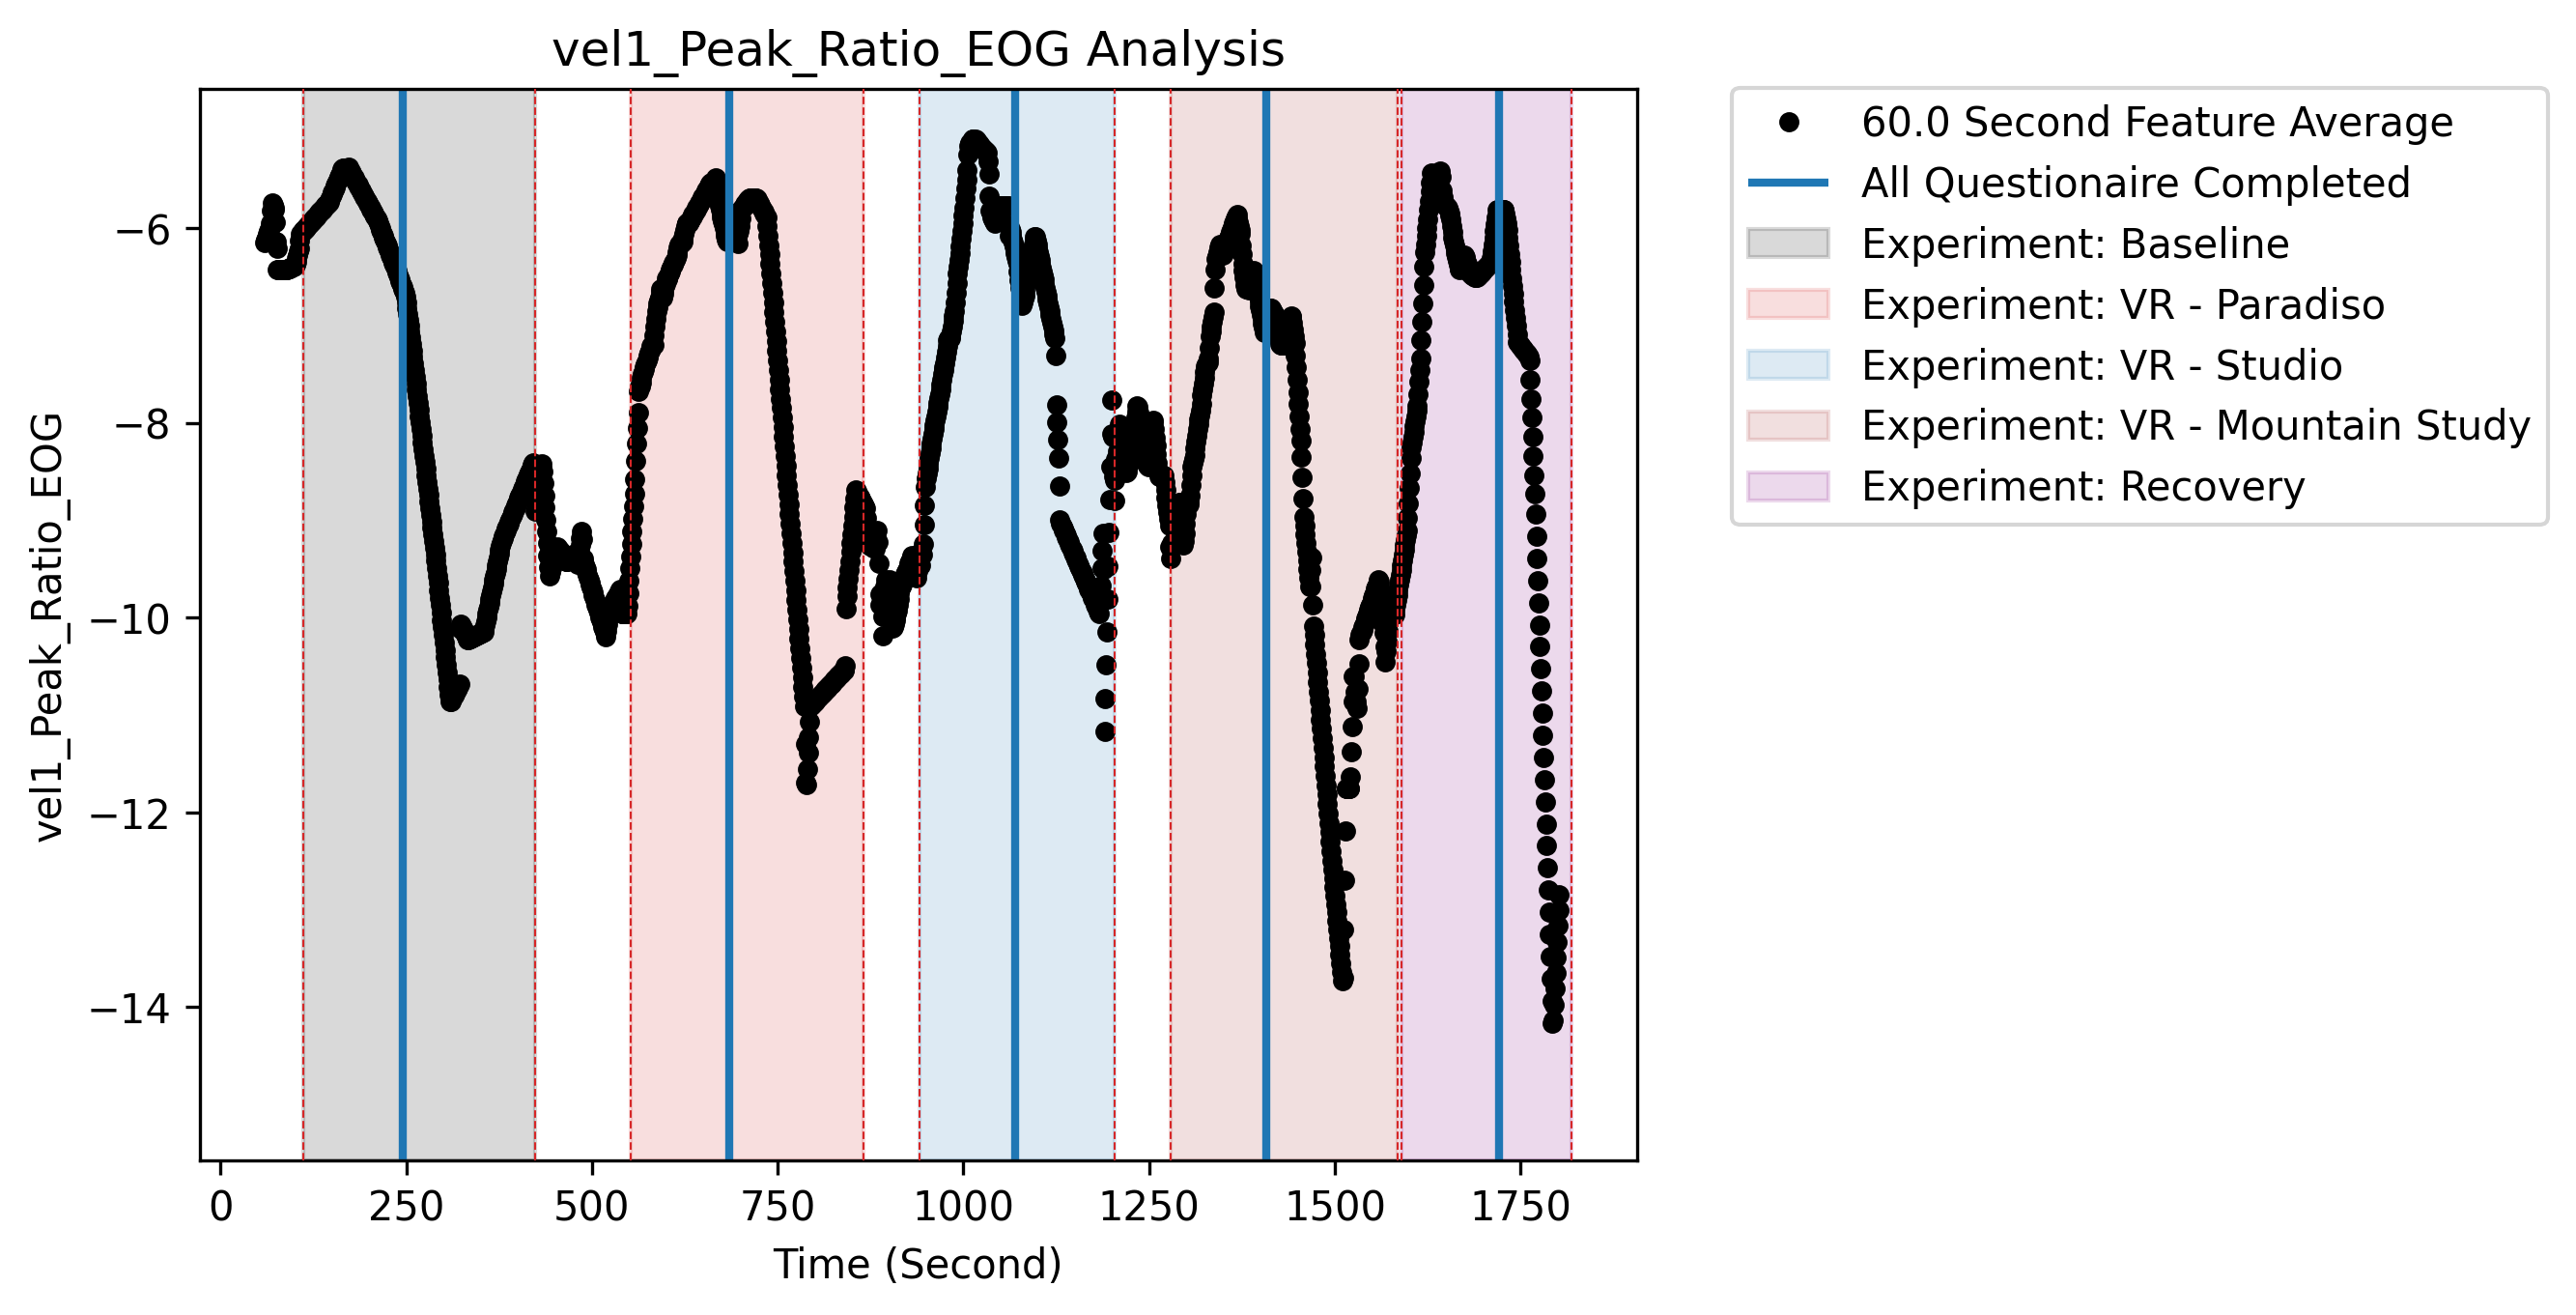 vel1_Peak_Ratio_EOG Analysis
vel1_Peak_Ratio_EOG
−6
−8
−10
−12
−14
0 250 500 750 1000 1250 1500 1750
Time (Second)
60.0 Second Feature Average
All Questionaire Completed
Experiment: Baseline
Experiment: VR - Paradiso
Experiment: VR - Studio
Experiment: VR - Mountain Study
Experiment: Recovery